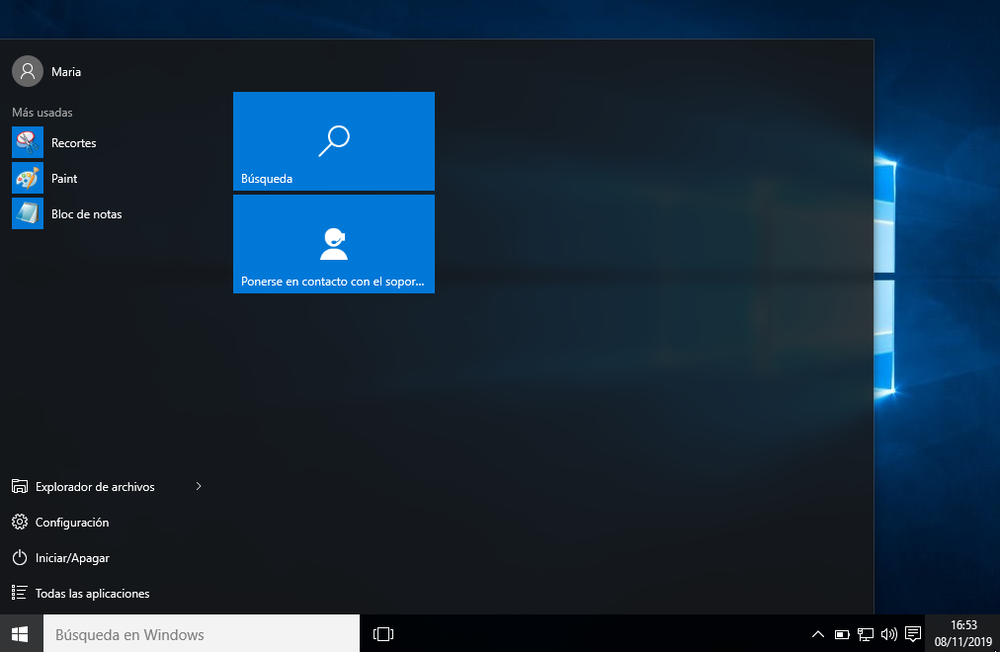 Maria
Más usadas
Recortes
Paint
Bloc de notas
Búsqueda
Ponerse en contacto con el sopor...
Explorador de archivos
Configuración
Iniciar/Apagar
Todas las aplicaciones
Búsqueda en Windows
16:53
08/11/2019